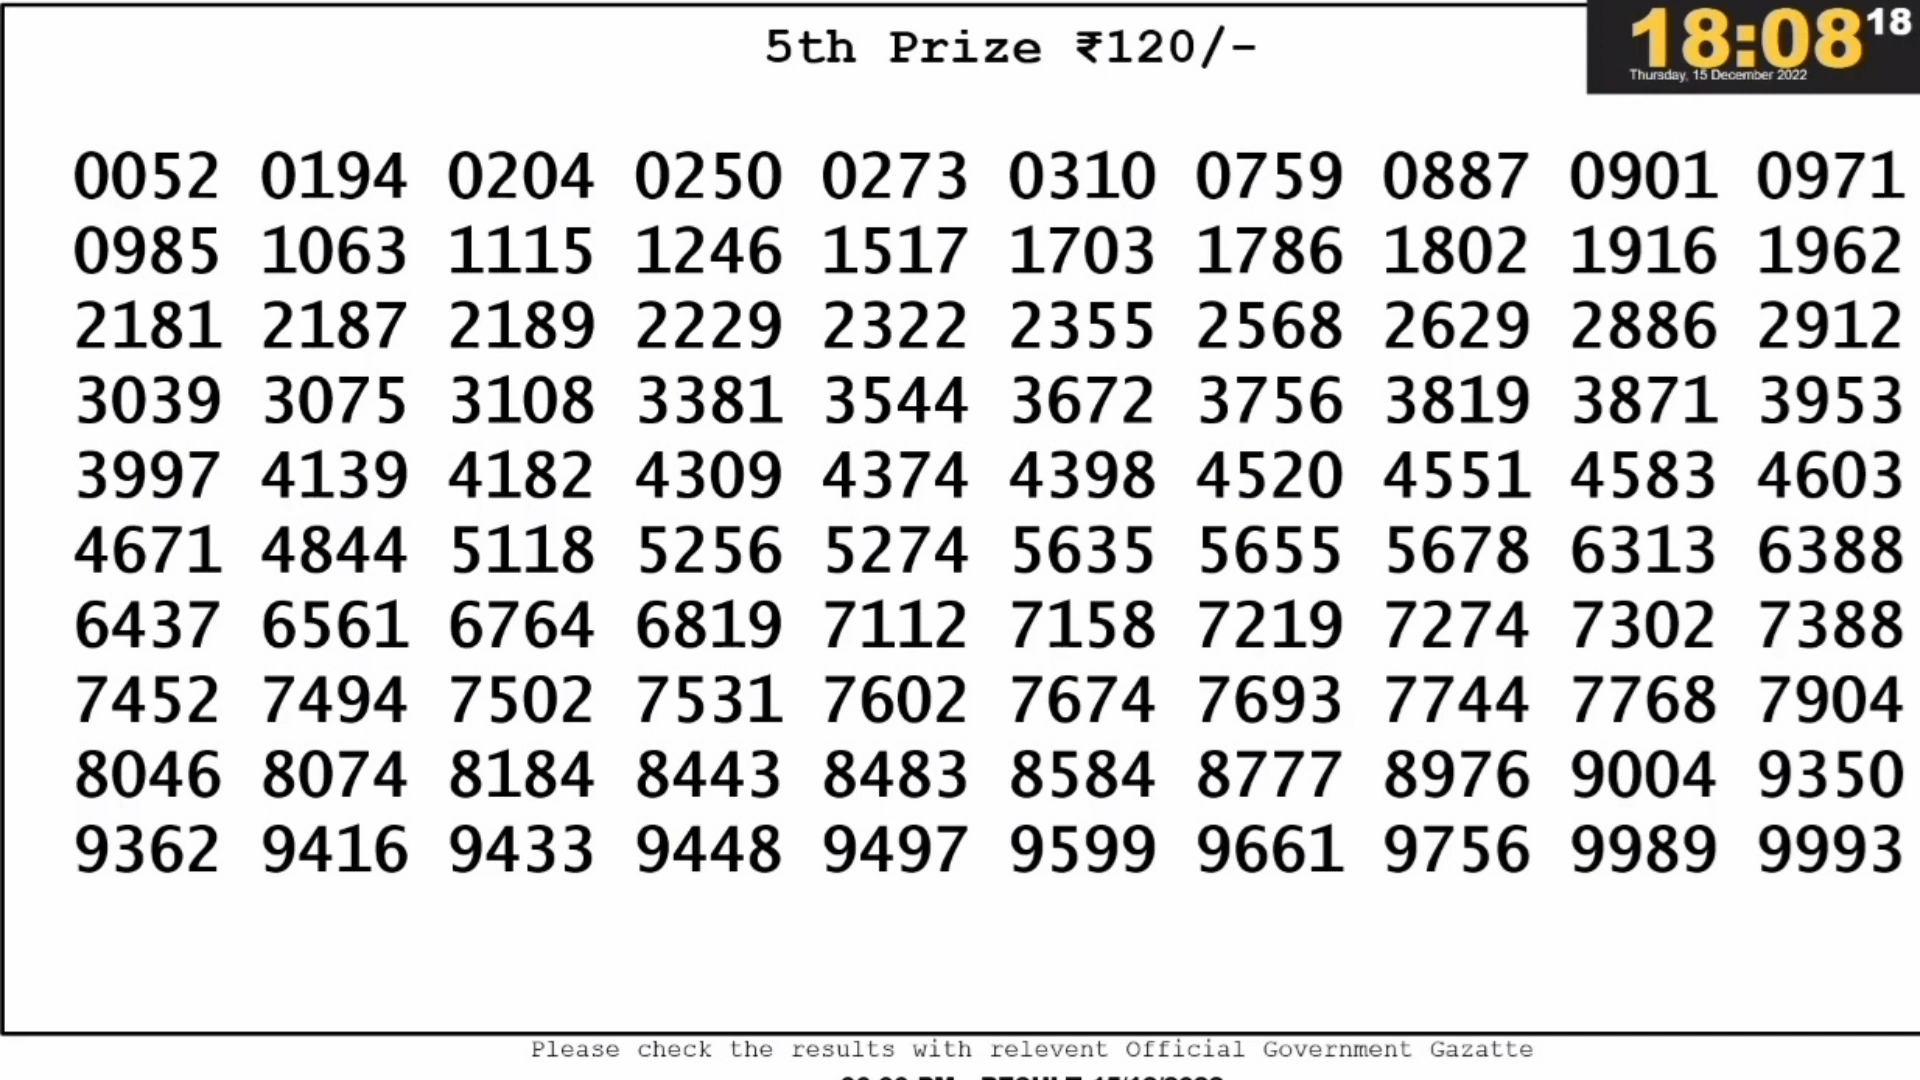 5th Prize ₹120/-
18:08 18
Thursday, 15 December 2022
0052 0194 0204 0250 0273 0310 0759 0887 0901 0971
0985 1063 1115 1246 1517 1703 1786 1802 1916 1962
2181 2187 2189 2229 2322 2355 2568 2629 2886 2912
3039 3075 3108 3381 3544 3672 3756 3819 3871 3953
3997 4139 4182 4309 4374 4398 4520 4551 4583 4603
4671 4844 5118 5256 5274 5635 5655 5678 6313 6388
6437 6561 6764 6819 7112 7158 7219 7274 7302 7388
7452 7494 7502 7531 7602 7674 7693 7744 7768 7904
8046 8074 8184 8443 8483 8584 8777 8976 9004 9350
9362 9416 9433 9448 9497 9599 9661 9756 9989 9993
Please check the results with relevent Official Government Gazatte